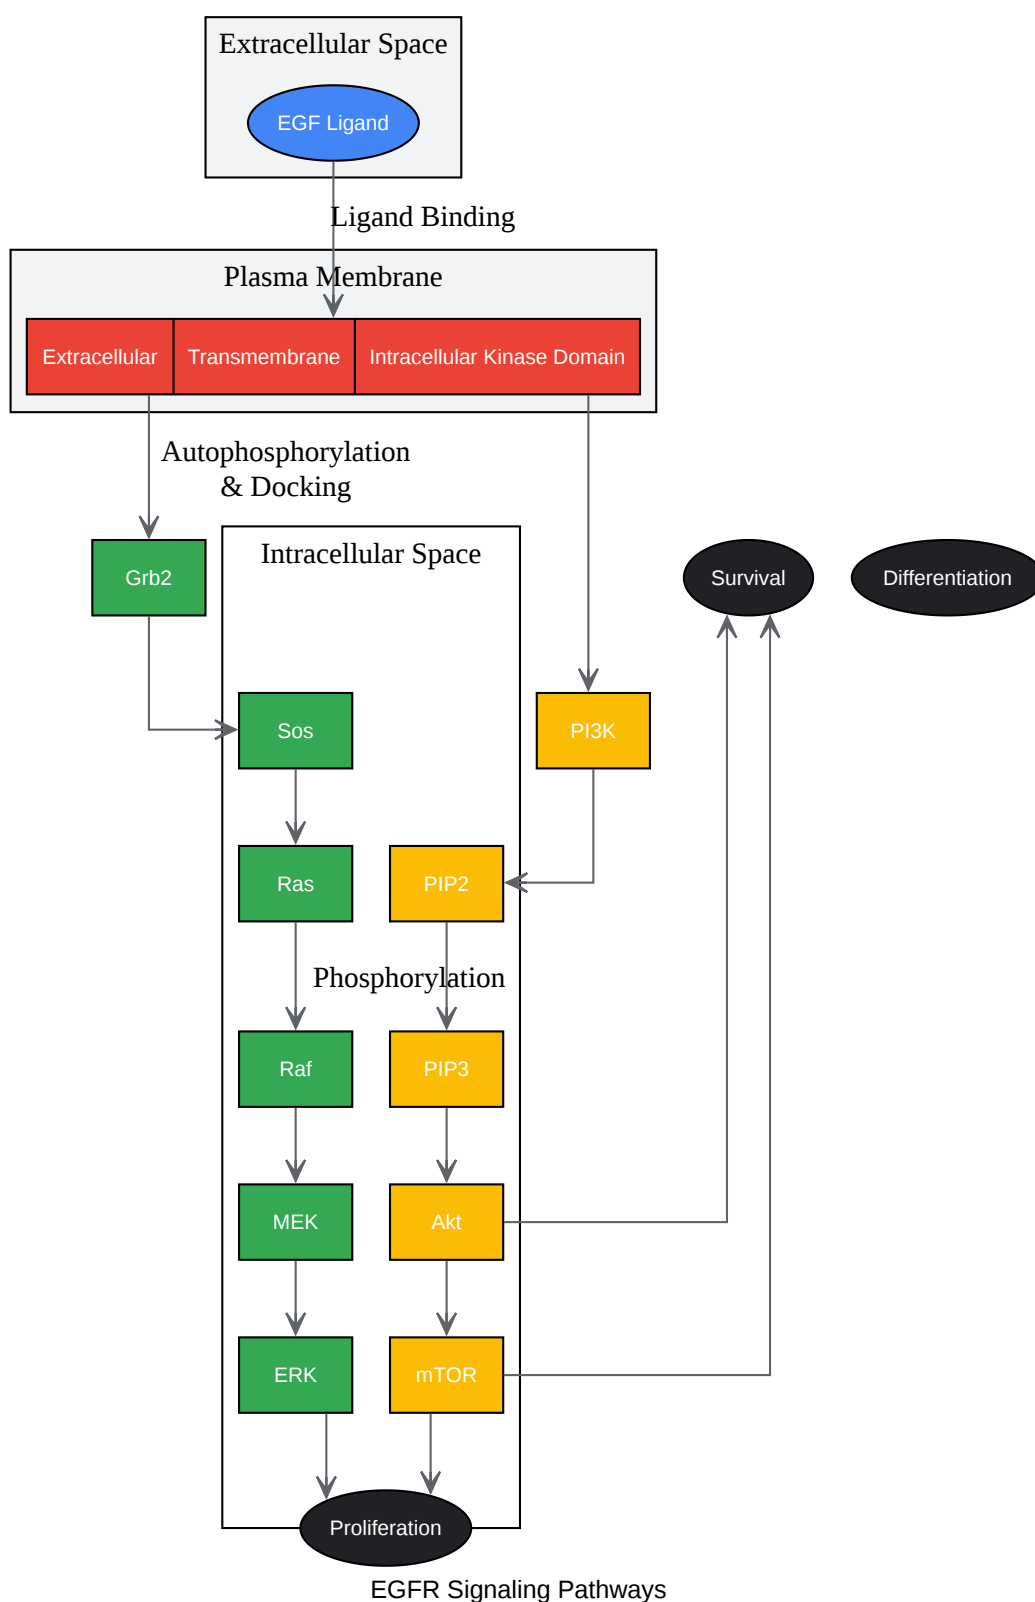 Extracellular Space
EGF Ligand
Ligand Binding
Plasma Membrane
Extracellular
Transmembrane
Intracellular Kinase Domain
Autophosphorylation
& Docking
Intracellular Space
Grb2
Survival
Differentiation
Sos
PI3K
Ras
PIP2
Phosphorylation
Raf
PIP3
MEK
Akt
ERK
mTOR
Proliferation
EGFR Signaling Pathways